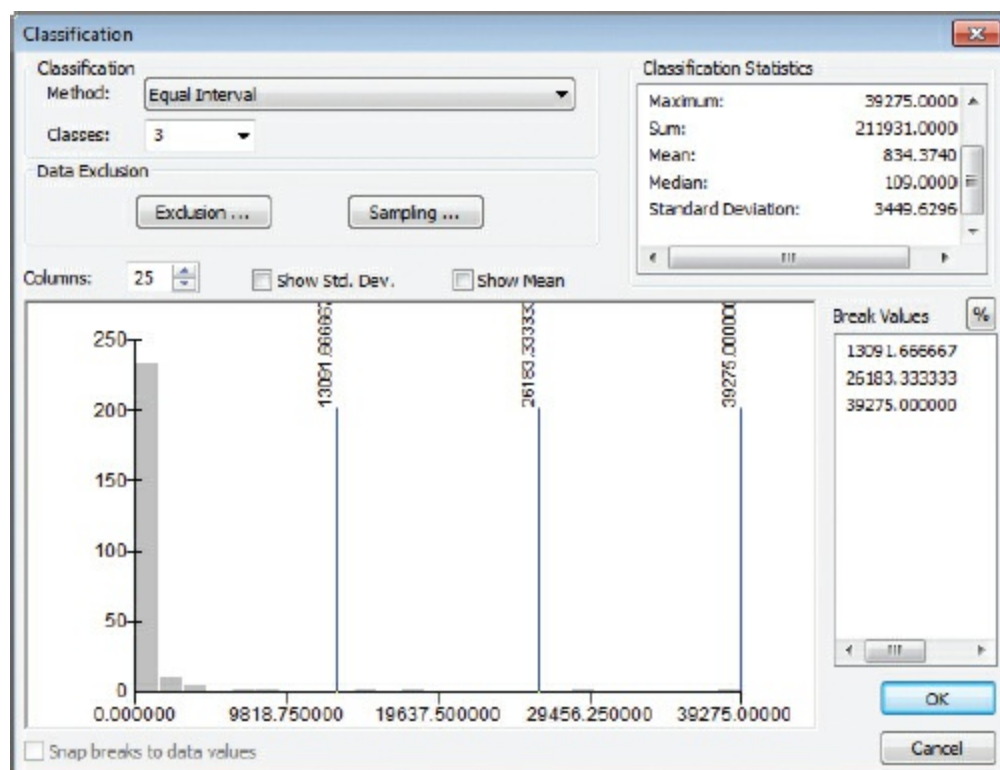 Classification
Classification
Method: Equal Interval
Classes: 3
Data Exclusion
Exclusion ...
Sampling ...
Classification Statistics
Maximum: 39275.0000
Sum: 211931.0000
Mean: 834.3740
Median: 109.0000
Standard Deviation: 3449.6296
Columns: 25
Show Std. Dev.
Show Mean
Break Values
%
13091.666667
26183.333333
39275.000000
13091.666667
26183.333333
39275.000000
250
200
150
100
50
0
0.000000 9818.750000 19637.500000 29456.250000 39275.00000
OK
Snap breaks to data values
Cancel